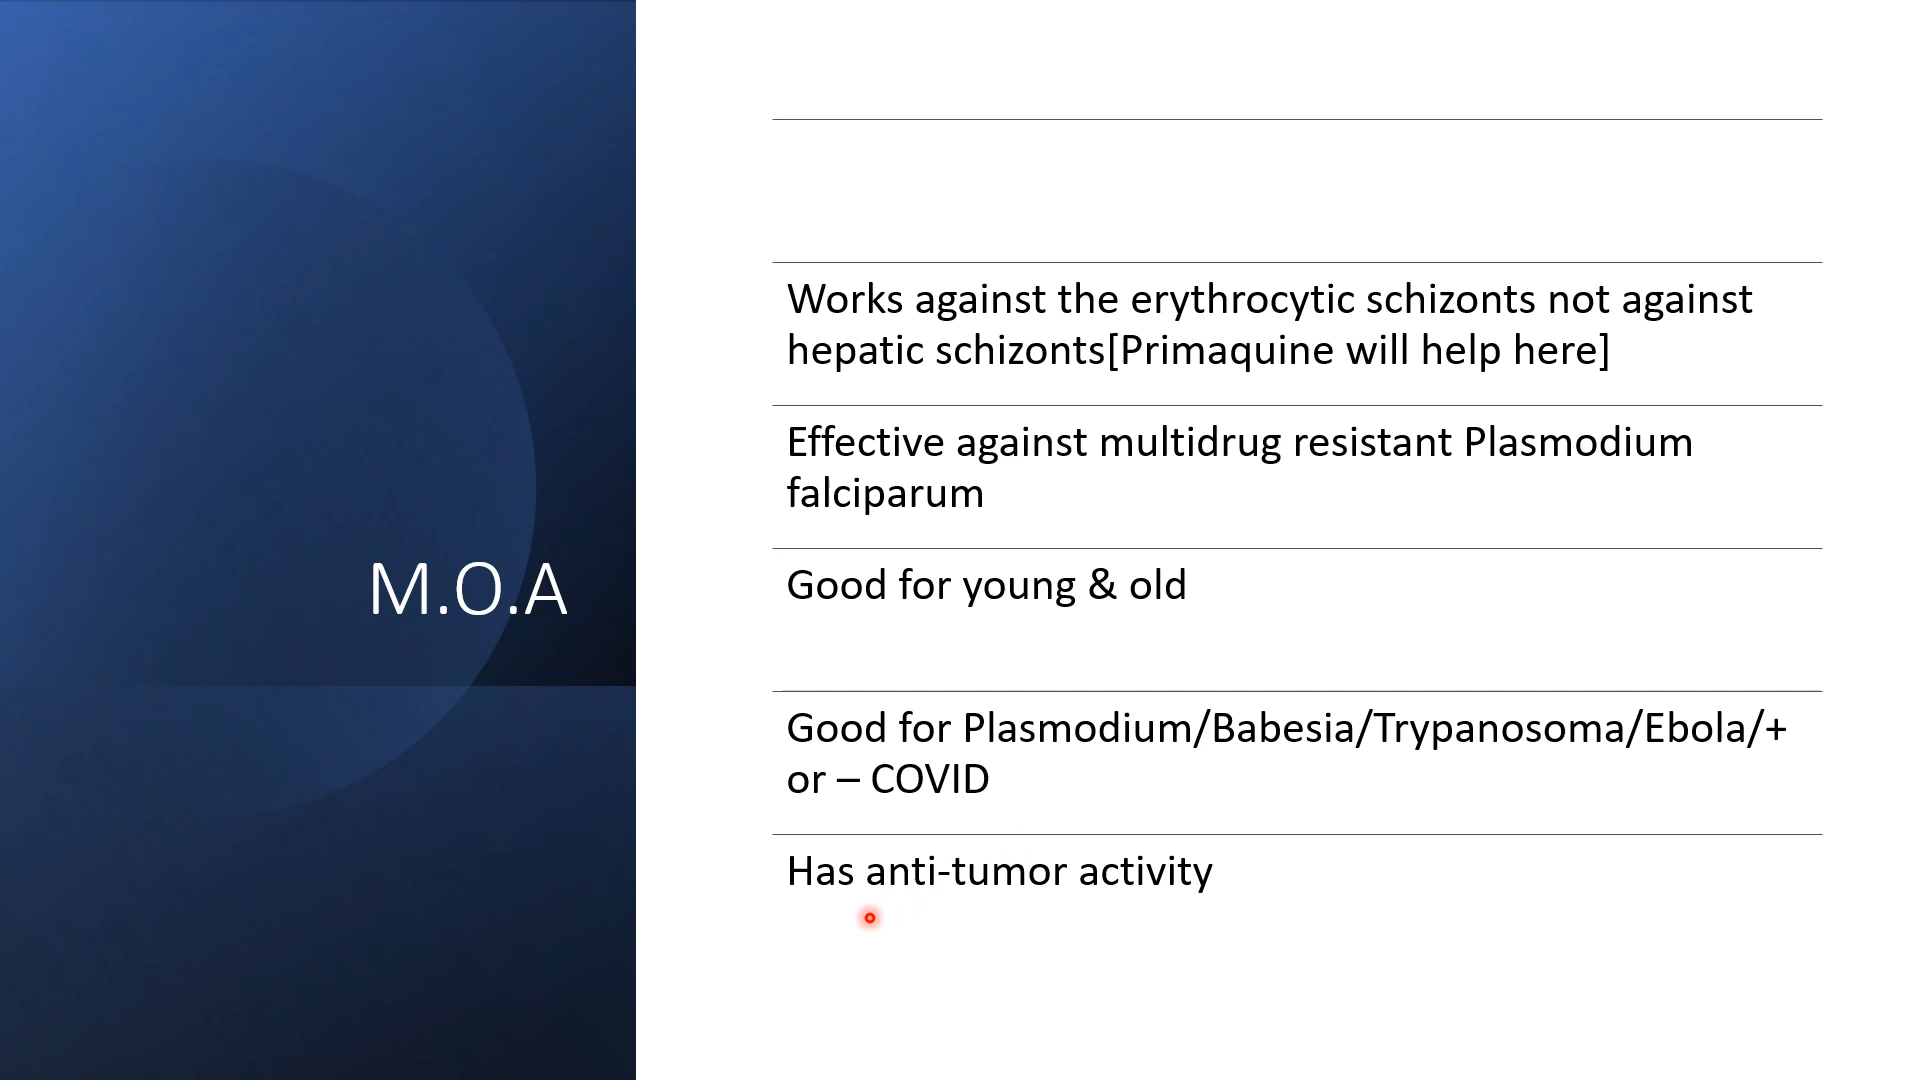 M.O.A
Works against the erythrocytic schizonts not against
hepatic schizonts[Primaquine will help here]
Effective against multidrug resistant Plasmodium
falciparum
Good for young & old
Good for Plasmodium/Babesia/Trypanosoma/Ebola/+
or – COVID
Has anti-tumor activity